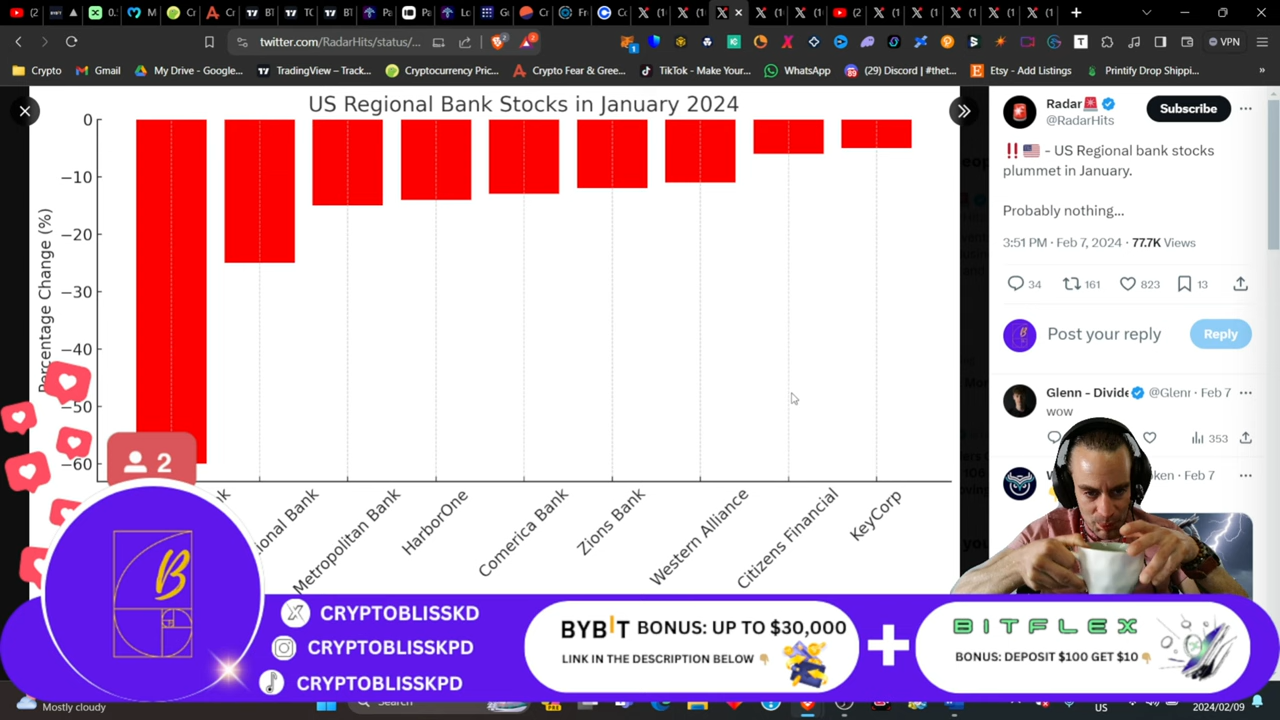 twitter.com/RadarHits/status/...
VPN
Crypto
Gmail
My Drive - Google...
TradingView – Track...
Cryptocurrency Pric...
Crypto Fear & Gree...
TikTok - Make Your...
WhatsApp
(29) Discord | #thet...
Etsy - Add Listings
Printify Drop Shippi...
US Regional Bank Stocks in January 2024
Percentage Change (%)
0
−10
−20
−30
−40
−50
−60
Metropolitan Bank
HarborOne
Comerica Bank
Zions Bank
Western Alliance
Citizens Financial
KeyCorp
Radar
@RadarHits
Subscribe
- US Regional bank stocks
plummet in January.
Probably nothing...
3:51 PM · Feb 7, 2024 · 77.7K Views
34
161
823
13
Post your reply
Reply
Glenn - Divide @Glenr · Feb 7
wow
353
Feb 7
2
B
CRYPTOBLISSKD
CRYPTOBLISSKPD
CRYPTOBLISSKPD
BYBIT BONUS: UP TO $30,000
LINK IN THE DESCRIPTION BELOW
+
BITFLEX
BONUS: DEPOSIT $100 GET $10
Mostly cloudy
Search
US
2024/02/09